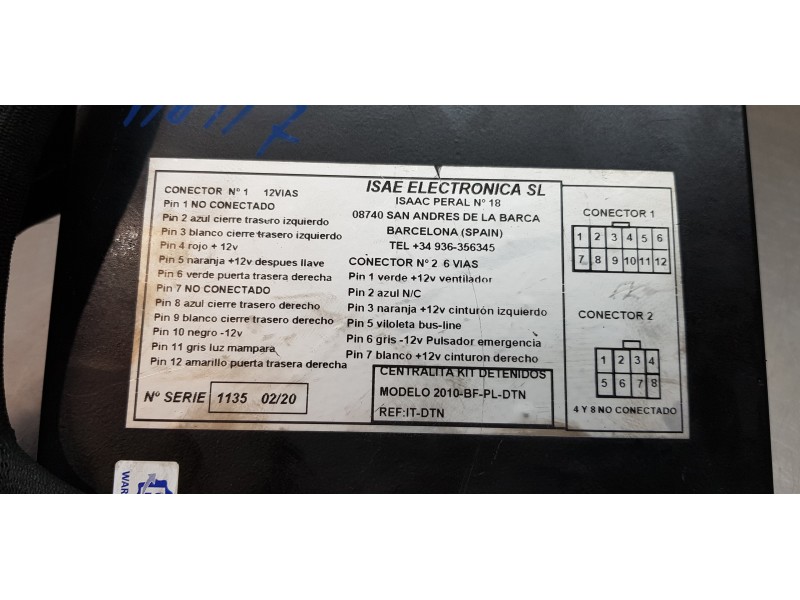 CONECTOR Nº 1 12VIAS
Pin 1 NO CONECTADO
Pin 2 azul cierre trasero izquierdo
Pin 3 blanco cierre trasero izquierdo
Pin 4 rojo + 12v
Pin 5 naranja +12v despues llave
Pin 6 verde puerta trasera derecha
Pin 7 NO CONECTADO
Pin 8 azul cierre trasero derecho
Pin 9 blanco cierre trasero derecho
Pin 10 negro -12v
Pin 11 gris luz mampara
Pin 12 amarillo puerta trasera derecha
Nº SERIE 1135 02/20
ISAE ELECTRONICA SL
ISAAC PERAL Nº 18
08740 SAN ANDRES DE LA BARCA
BARCELONA (SPAIN)
TEL +34 936-356345
CONECTOR Nº 2 6 VIAS
Pin 1 verde +12v ventilador
Pin 2 azul N/C
Pin 3 naranja +12v cinturón izquierdo
Pin 5 viloleta bus-line
Pin 6 gris -12v Pulsador emergencia
Pin 7 blanco +12v cinturon derecho
CENTRALITA KIT DETENIDOS
MODELO 2010-BF-PL-DTN
REF:IT-DTN
CONECTOR 1
1 2 3 4 5 6
7 8 9 10 11 12
CONECTOR 2
1 2 3 4
5 6 7 8
4 Y 8 NO CONECTADO
WAR